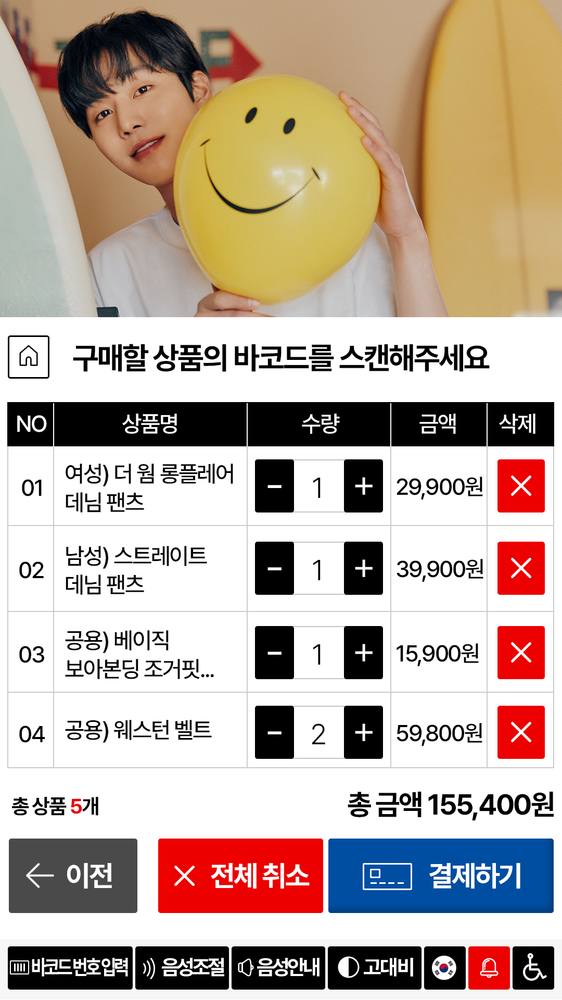 구매할 상품의 바코드를 스캔해주세요
NO 상품명 수량 금액 삭제
01 여성) 더 웜 롱플레어 데님 팬츠 − 1 + 29,900원
02 남성) 스트레이트 데님 팬츠 − 1 + 39,900원
03 공용) 베이직 보아본딩 조거핏... − 1 + 15,900원
04 공용) 웨스턴 벨트 − 2 + 59,800원
총 상품 5개 총 금액 155,400원
이전 전체 취소 결제하기
바코드번호입력 음성조절 음성안내 고대비